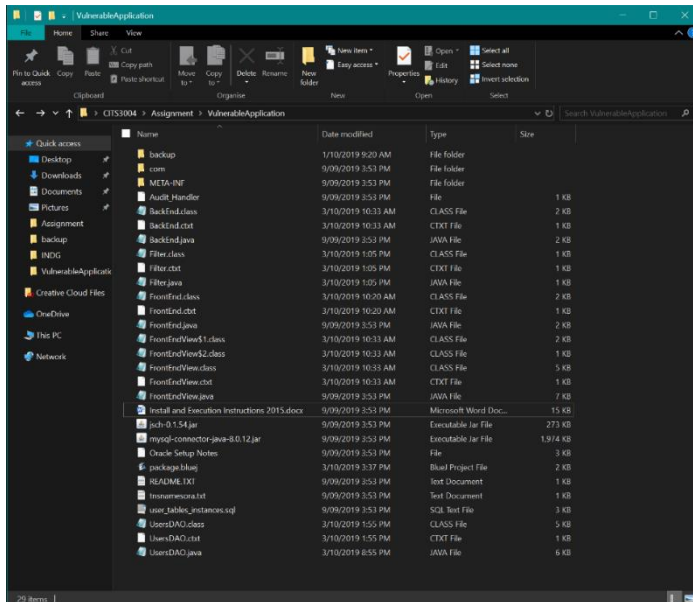 VulnerableApplication
File Home Share View
Pin to Quick access
Copy
Paste
Cut
Copy path
Paste shortcut
Move to
Copy to
Delete
Rename
New folder
New item
Easy access
Properties
Open
Edit
History
Select all
Select none
Invert selection
Clipboard Organise New Open Select
CITS3004 > Assignment > VulnerableApplication
Search VulnerableApplication
Name Date modified Type Size
Quick access
Desktop
Downloads
Documents
Pictures
Assignment
backup
INDG
VulnerableApplicatic
Creative Cloud Files
OneDrive
This PC
Network
backup 1/10/2019 9:20 AM File folder
com 9/09/2019 3:53 PM File folder
META-INF 9/09/2019 3:53 PM File folder
Audit_Handler 9/09/2019 3:53 PM File 1 KB
BackEnd.class 3/10/2019 10:33 AM CLASS File 2 KB
BackEnd.ctxt 3/10/2019 10:33 AM CTXT File 1 KB
BackEnd.java 9/09/2019 3:53 PM JAVA File 2 KB
Filter.class 3/10/2019 1:05 PM CLASS File 1 KB
Filter.ctxt 3/10/2019 1:05 PM CTXT File 1 KB
Filter.java 3/10/2019 1:05 PM JAVA File 1 KB
FrontEnd.class 3/10/2019 10:20 AM CLASS File 2 KB
FrontEnd.ctxt 3/10/2019 10:20 AM CTXT File 1 KB
FrontEnd.java 9/09/2019 3:53 PM JAVA File 2 KB
FrontEndView$1.class 3/10/2019 10:33 AM CLASS File 1 KB
FrontEndView$2.class 3/10/2019 10:33 AM CLASS File 1 KB
FrontEndView.class 3/10/2019 10:33 AM CLASS File 5 KB
FrontEndView.ctxt 3/10/2019 10:33 AM CTXT File 1 KB
FrontEndView.java 9/09/2019 3:53 PM JAVA File 7 KB
Install and Execution Instructions 2015.docx 9/09/2019 3:53 PM Microsoft Word Doc... 15 KB
jsch-0.1.54.jar 9/09/2019 3:53 PM Executable Jar File 273 KB
mysql-connector-java-8.0.12.jar 9/09/2019 3:53 PM Executable Jar File 1,974 KB
Oracle Setup Notes 9/09/2019 3:53 PM File 3 KB
package.bluej 3/10/2019 3:37 PM BlueJ Project File 2 KB
README.TXT 9/09/2019 3:53 PM Text Document 1 KB
tnsnamesora.txt 9/09/2019 3:53 PM Text Document 1 KB
user_tables_instances.sql 9/09/2019 3:53 PM SQL Text File 3 KB
UsersDAO.class 3/10/2019 1:55 PM CLASS File 5 KB
UsersDAO.ctxt 3/10/2019 1:55 PM CTXT File 1 KB
UsersDAO.java 3/10/2019 8:55 PM JAVA File 6 KB
29 items